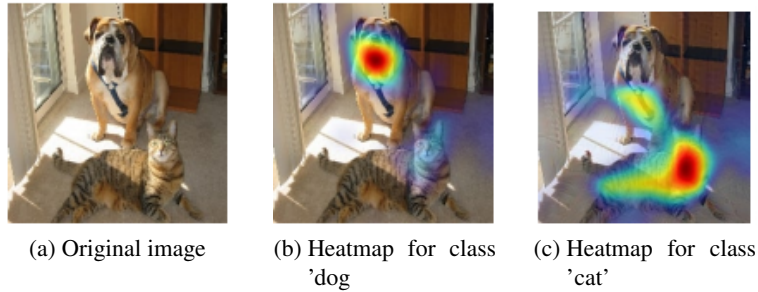 (a) Original image
(b) Heatmap for class
'dog
(c) Heatmap for class
'cat'